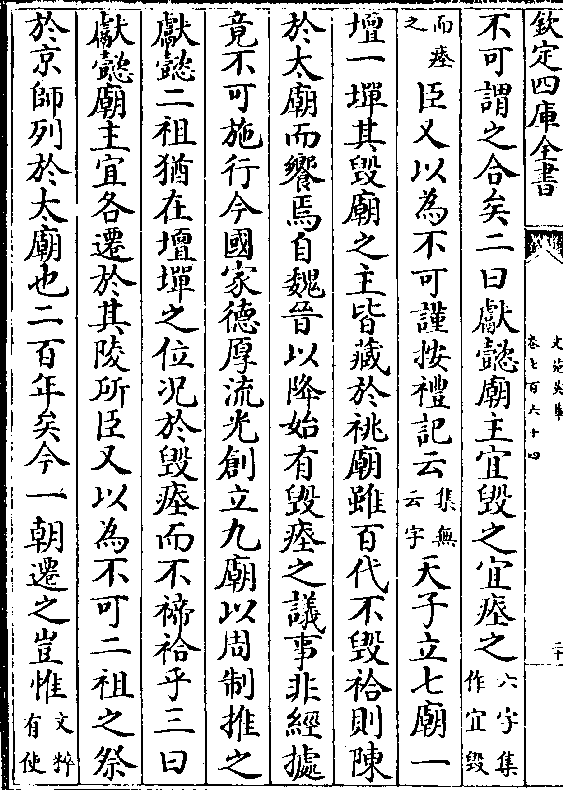 欽定四庫全書
文苑英華
卷七百六十四
二十
不可謂之合矣二曰獻懿廟主宜毀之宜瘞之六字集作宜毀
而瘞之臣又以為不可謹按禮記云集無云字天子立七廟一
壇一墠其毀廟之主皆藏於祧廟雖百代不毀祫則陳
於太廟而饗焉自魏晉以降始有毀瘞之議事非經據
竟不可施行今國家德厚流光創立九廟以周制推之
獻懿二祖猶在壇墠之位况於毀瘞而不禘祫乎三曰
獻懿廟主宜各遷於其陵所臣又以為不可二祖之祭
於京師列於太廟也二百年矣今一朝遷之豈惟文粹有使